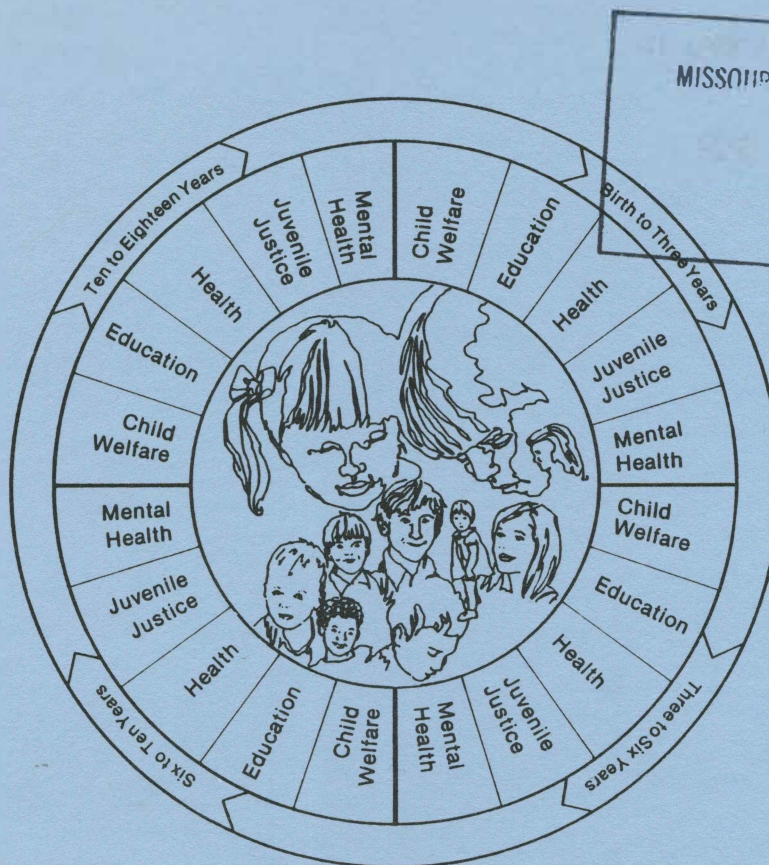 Birth to Three Years
Child
Welfare
Education
Health
Juvenile
Justice
Mental
Health
Three to Six Years
Child
Welfare
Education
Health
Juvenile
Justice
Mental
Health
Six to Ten Years
Child
Welfare
Education
Health
Juvenile
Justice
Mental
Health
Ten to Eighteen Years
Child
Welfare
Education
Health
Juvenile
Justice
Mental
Health